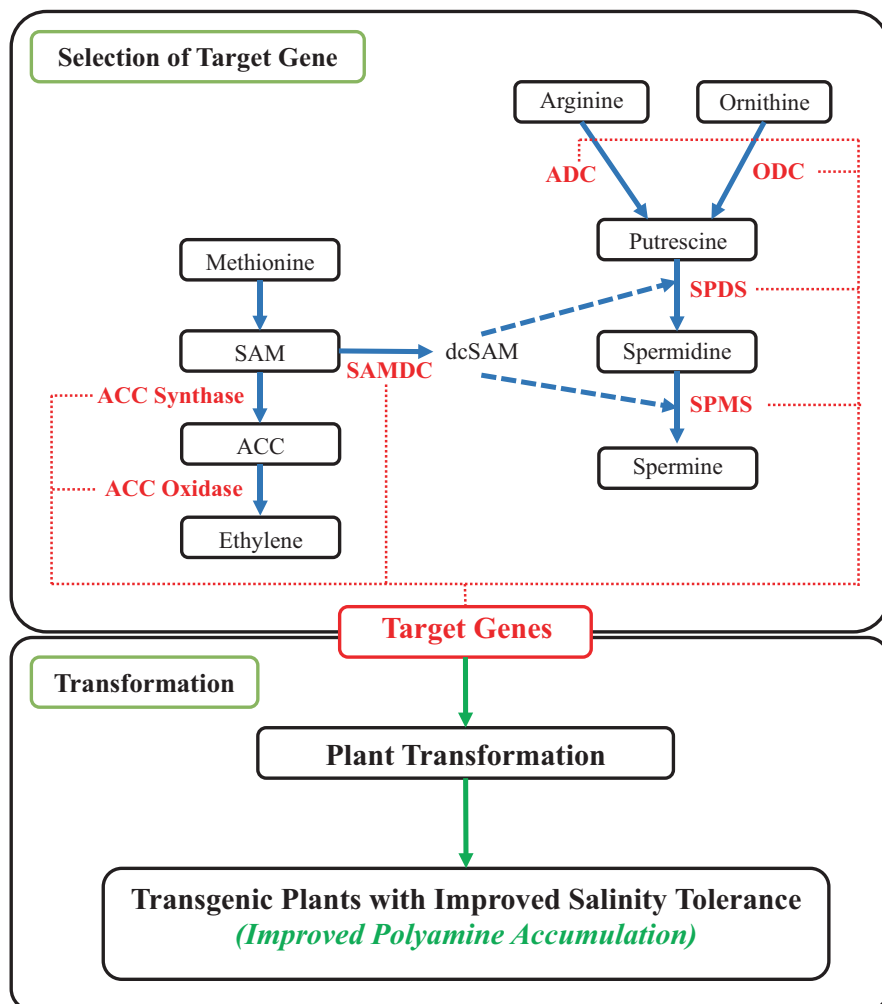 Selection of Target Gene
Arginine
Ornithine
ADC
ODC
Putrescine
Methionine
SPDS
SAM
SAMDC
dcSAM
Spermidine
ACC Synthase
SPMS
ACC
Spermine
ACC Oxidase
Ethylene
Target Genes
Transformation
Plant Transformation
Transgenic Plants with Improved Salinity Tolerance
(Improved Polyamine Accumulation)